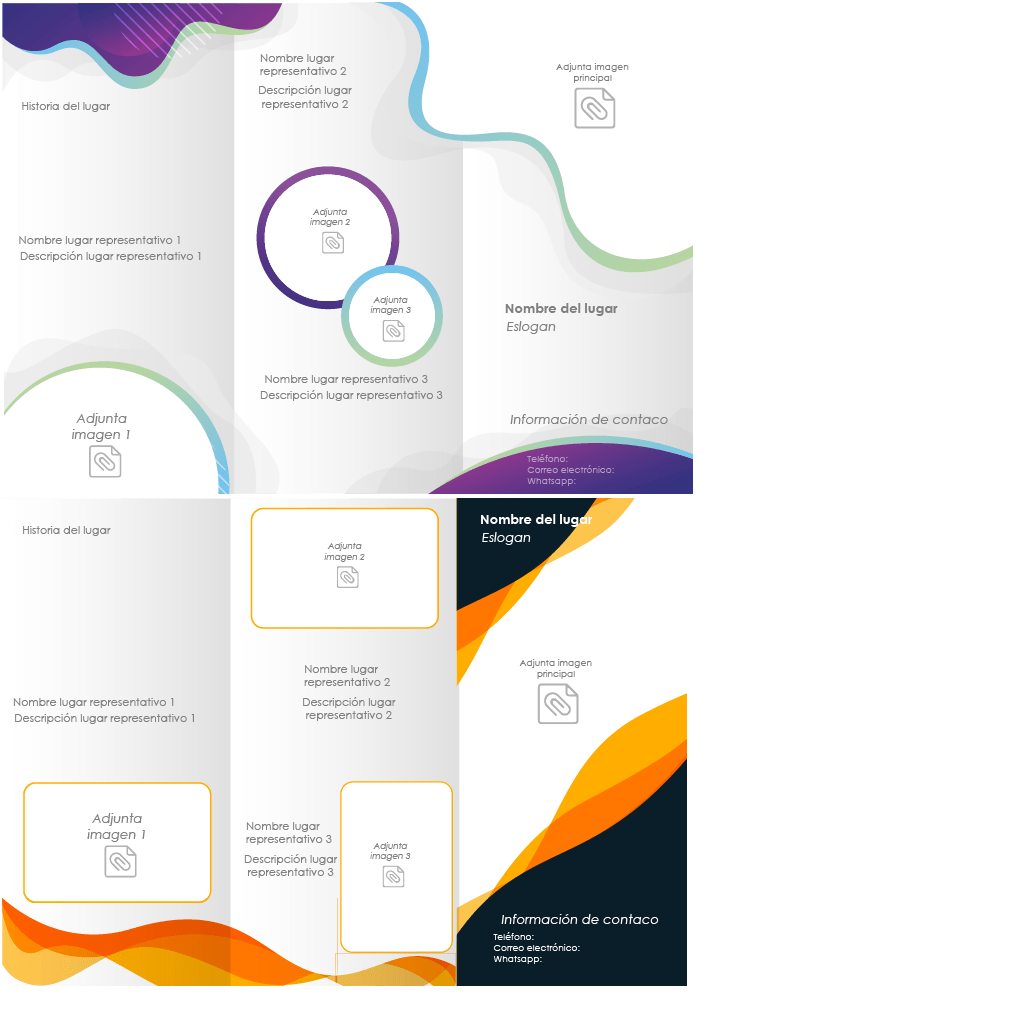 Historia del lugar
Nombre lugar representativo 1
Descripción lugar representativo 1
Adjunta
imagen 1
Nombre lugar
representativo 2
Descripción lugar
representativo 2
Adjunta
imagen 2
Adjunta
imagen 3
Nombre lugar representativo 3
Descripción lugar representativo 3
Adjunta imagen
principal
Nombre del lugar
Eslogan
Información de contaco
Teléfono:
Correo electrónico:
Whatsapp:
Historia del lugar
Nombre lugar representativo 1
Descripción lugar representativo 1
Adjunta
imagen 1
Adjunta
imagen 2
Nombre lugar
representativo 2
Descripción lugar
representativo 2
Nombre lugar
representativo 3
Descripción lugar
representativo 3
Adjunta
imagen 3
Nombre del lugar
Eslogan
Adjunta imagen
principal
Información de contaco
Teléfono:
Correo electrónico:
Whatsapp: